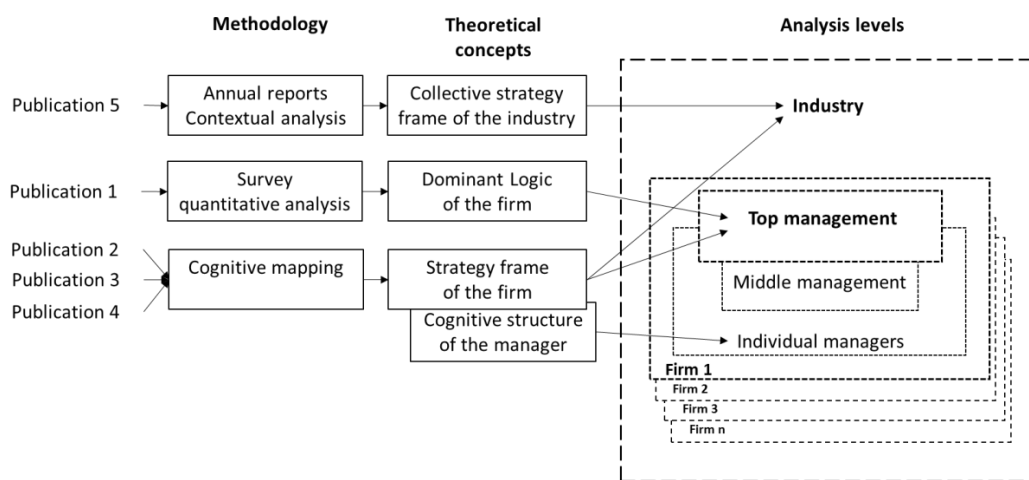 Methodology
Theoretical
concepts
Analysis levels
Publication 5
Annual reports
Contextual analysis
Collective strategy
frame of the industry
Industry
Publication 1
Survey
quantitative analysis
Dominant Logic
of the firm
Top management
Publication 2
Publication 3
Publication 4
Cognitive mapping
Strategy frame
of the firm
Middle management
Cognitive structure
of the manager
Individual managers
Firm 1
Firm 2
Firm 3
Firm n